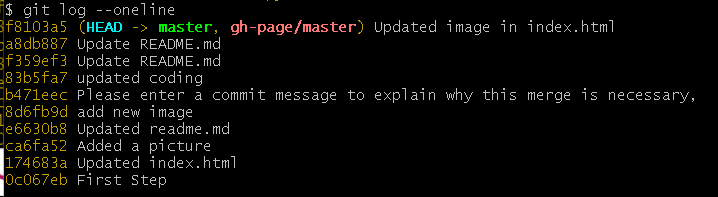 $ git log --oneline
f8103a5 (HEAD -> master, gh-page/master) Updated image in index.html
a8db887 Update README.md
f359ef3 Update README.md
83b5fa7 updated coding
b471eec Please enter a commit message to explain why this merge is necessary,
8d6fb9d add new image
e6630b8 Updated readme.md
ca6fa52 Added a picture
174683a Updated index.html
0c067eb First Step